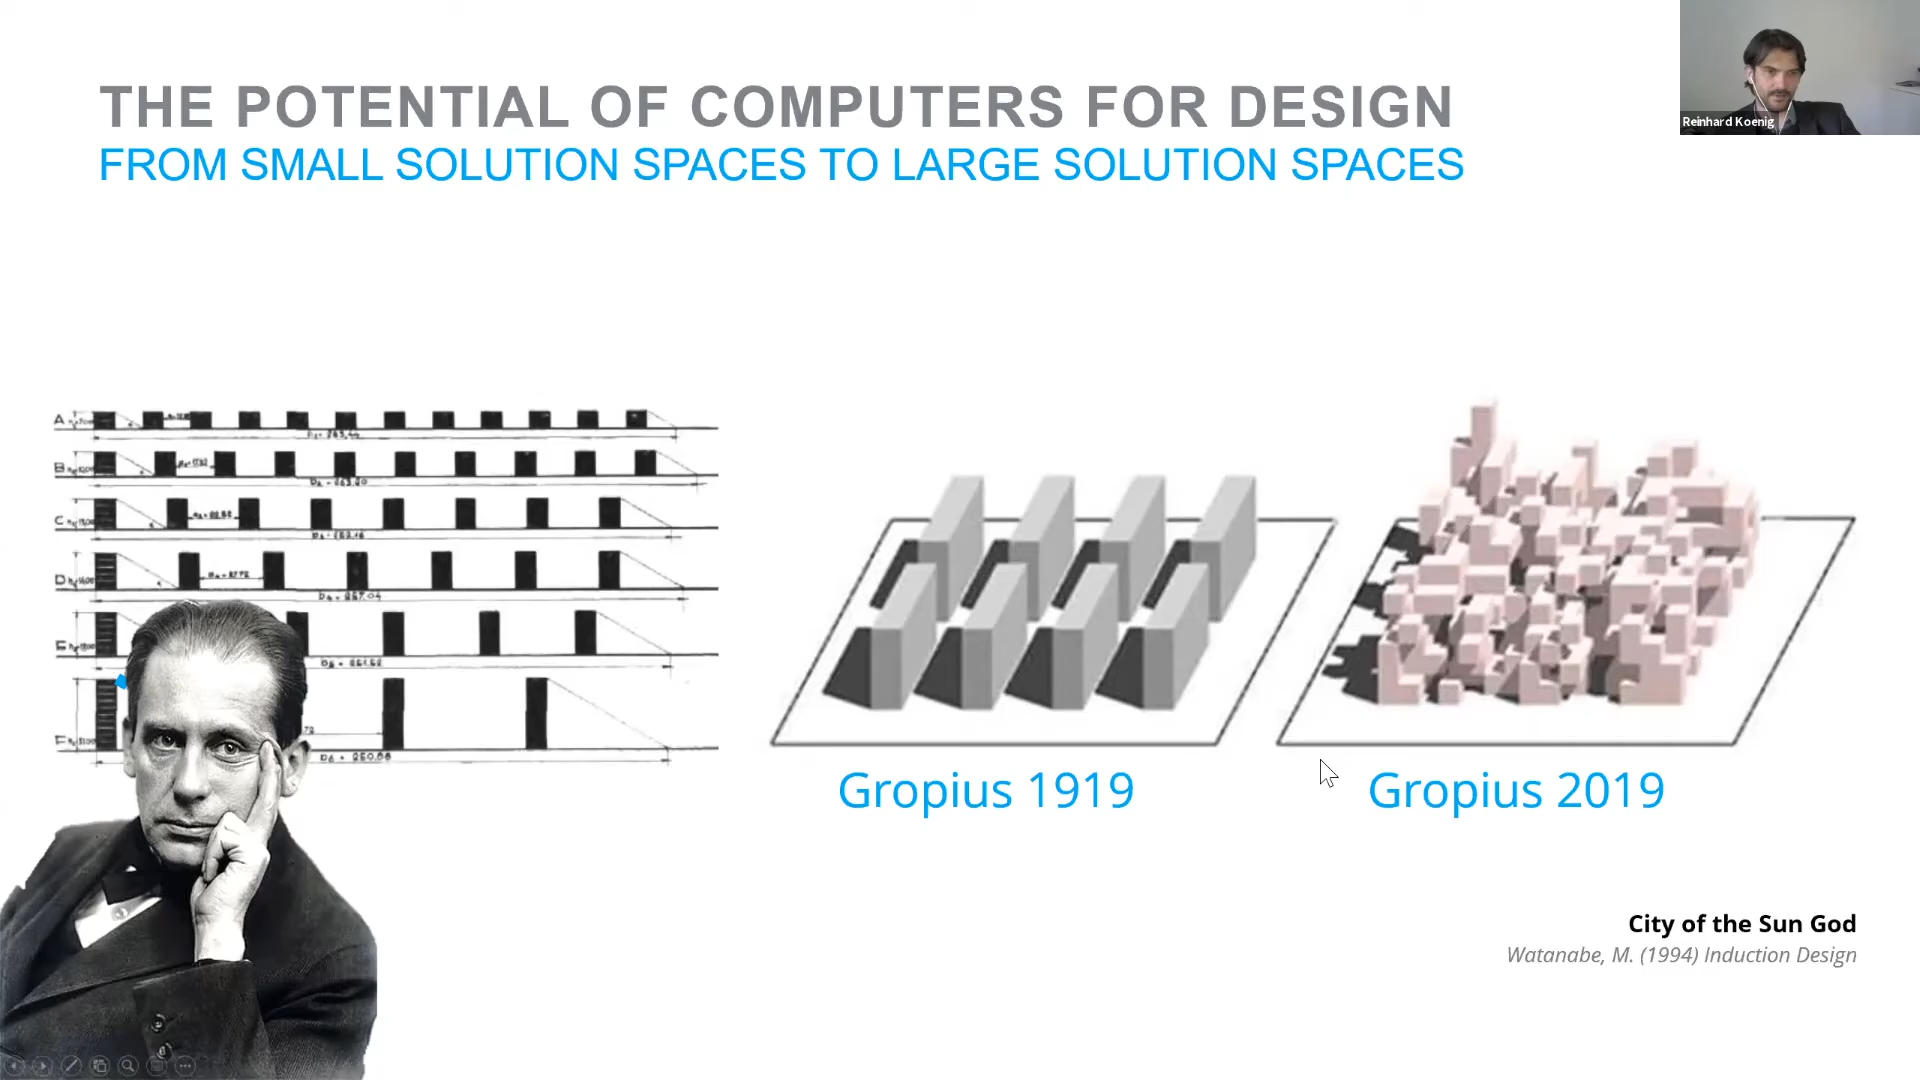 THE POTENTIAL OF COMPUTERS FOR DESIGN
FROM SMALL SOLUTION SPACES TO LARGE SOLUTION SPACES
Reinhard Koenig
A
B
C
D
E
F
Gropius 1919
Gropius 2019
City of the Sun God
Watanabe, M. (1994) Induction Design